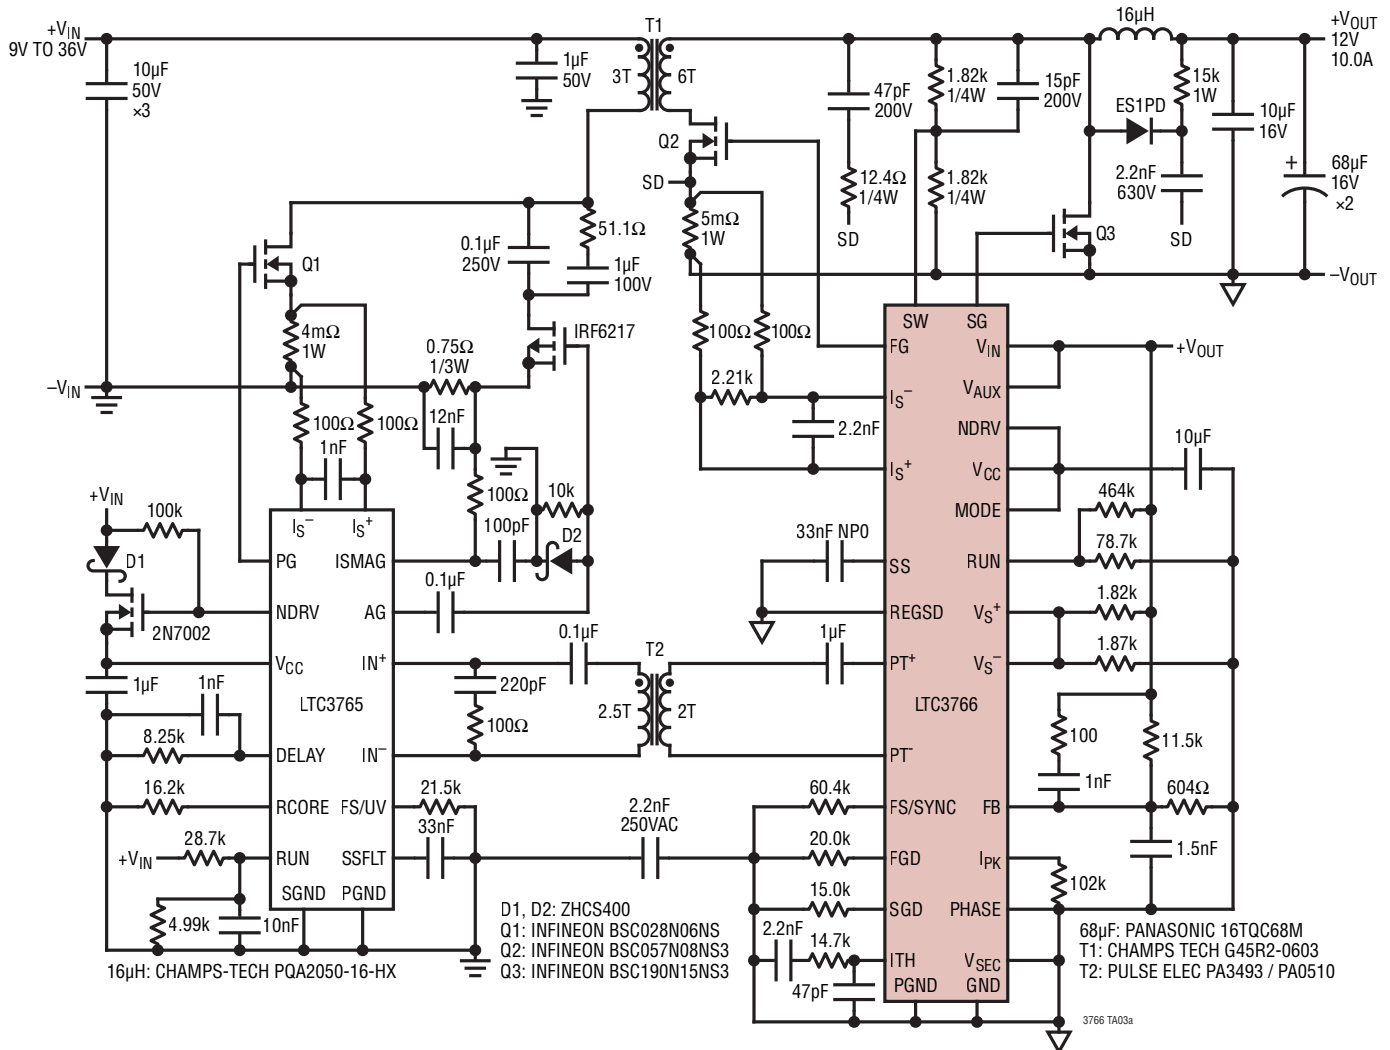 +VIN
9V TO 36V
10µF
50V
×3
1µF
50V
T1
3T
6T
Q2
SD
47pF
200V
12.4Ω
1/4W
SD
1.82k
1/4W
1.82k
1/4W
15pF
200V
16µH
ES1PD
15k
1W
2.2nF
630V
SD
10µF
16V
+
68µF
16V
×2
+VOUT
12V
10.0A
–VOUT
Q3
Q1
0.1µF
250V
51.1Ω
1µF
100V
5mΩ
1W
4mΩ
1W
IRF6217
0.75Ω
1/3W
–VIN
100Ω
100Ω
1nF
12nF
100Ω
100Ω
2.21k
2.2nF
SW
SG
FG
VIN
+VOUT
VAUX
IS–
NDRV
IS+
VCC
10µF
MODE
464k
78.7k
RUN
33nF NP0
SS
REGSD
VS+
1.82k
VS–
1.87k
1µF
PT+
LTC3766
PT-
100
1nF
11.5k
604Ω
FB
1.5nF
FS/SYNC
60.4k
FGD
20.0k
IPK
102k
SGD
15.0k
PHASE
2.2nF
14.7k
ITH
VSEC
47pF
PGND
GND
+VIN
100k
D1
2N7002
IS–
IS+
PG
ISMAG
100Ω
100pF
10k
D2
NDRV
AG
0.1µF
VCC
IN+
0.1µF
T2
2.5T
2T
1µF
1nF
LTC3765
220pF
100Ω
8.25k
DELAY
IN–
16.2k
RCORE
FS/UV
21.5k
33nF
2.2nF
250VAC
+VIN
28.7k
RUN
SSFLT
SGND
PGND
4.99k
10nF
16µH: CHAMPS-TECH PQA2050-16-HX
D1, D2: ZHCS400
Q1: INFINEON BSC028N06NS
Q2: INFINEON BSC057N08NS3
Q3: INFINEON BSC190N15NS3
68µF: PANASONIC 16TQC68M
T1: CHAMPS TECH G45R2-0603
T2: PULSE ELEC PA3493 / PA0510
3766 TA03a